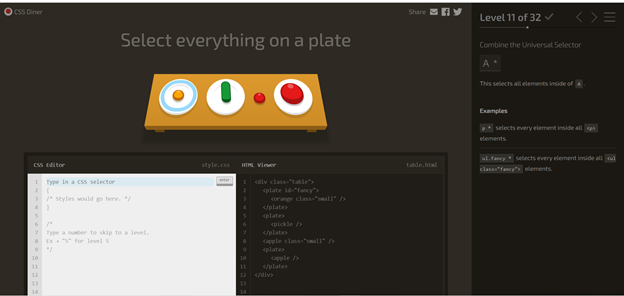 CSS Diner
Share
Level 11 of 32
Select everything on a plate
Combine the Universal Selector
A *
This selects all elements inside of A.
Examples
p * selects every element inside all <p>
elements.
ul.fancy * selects every element inside all <ul
class="fancy"> elements.
CSS Editor style.css
HTML Viewer table.html
1 Type in a CSS selector enter
2 {
3 /* Styles would go here. */
4 }
5
6 /*
7 Type a number to skip to a level.
8 Ex → "5" for level 5
9 */
10
11
12
13
14
1 <div class="table">
2 <plate id="fancy">
3 <orange class="small" />
4 </plate>
5 <plate>
6 <pickle />
7 </plate>
8 <apple class="small" />
9 <plate>
10 <apple />
11 </plate>
12 </div>
13
14